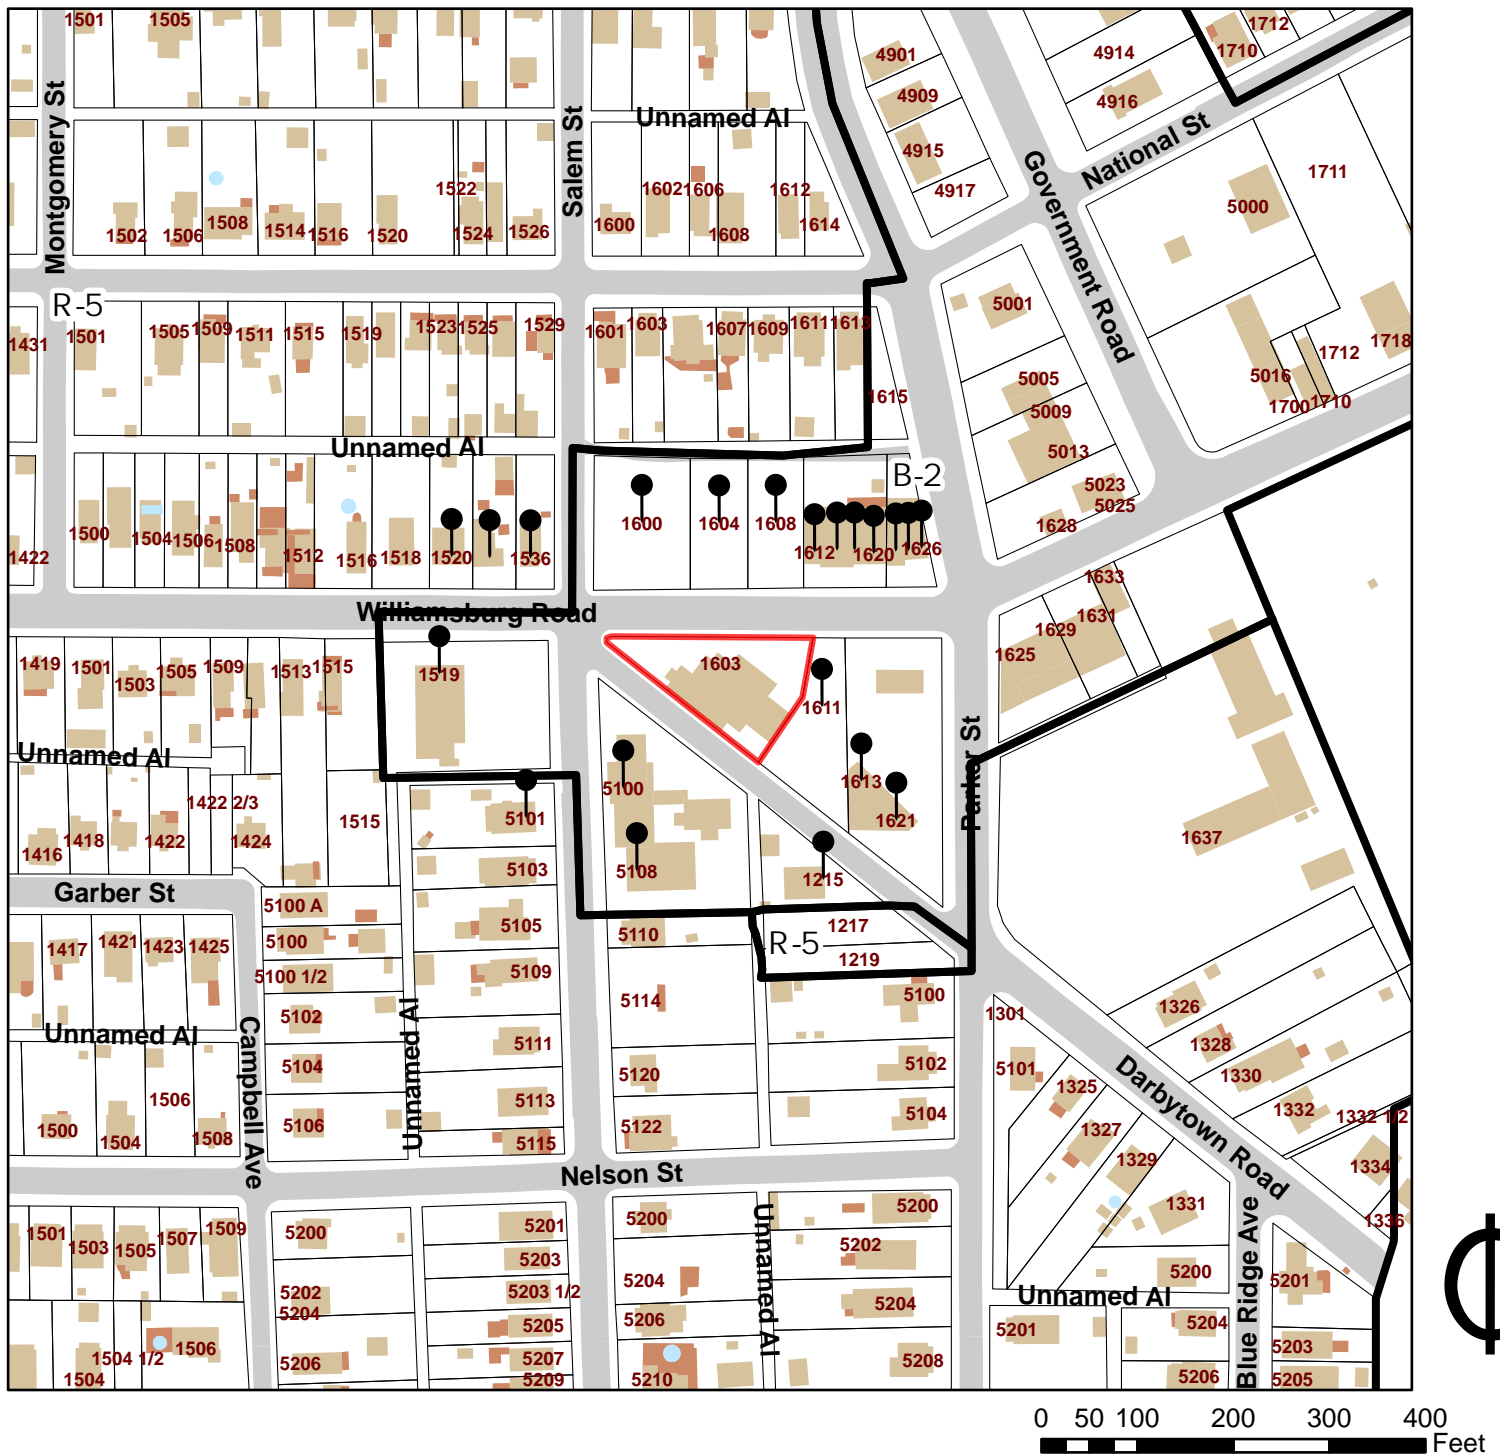 1501 1505
4901
4909
4915
4917
4914
4916
1710 1712
Unnamed Al
Montgomery St
Salem St
National St
Government Road
1711
5000
1502 1506 1508 1514 1516 1520 1522 1524 1526
1600 1602 1606 1608 1612 1614
R-5
1431 1501 1505 1509 1511 1515 1519 1523 1525 1529
1601 1603 1607 1609 1611 1613
1615
5001
5005
5009
5013
5023
5025
1628
5016 1700 1710 1712 1718
Unnamed Al
B-2
1422 1500 1504 1506 1508 1512 1516 1518 1520 1536
1600 1604 1608 1612 1620 1626
Williamsburg Road
1633
1631
1629
1625
1419 1501 1503 1505 1509 1513 1515
1519
1603
1611
1613
1621
Parker St
1637
Unnamed Al
1422 2/3
1416 1418 1422 1424
1515
5100
5108
1215
5101
5103
5105
5109
5111
5113
5115
Garber St
5100 A
5100
5100 1/2
5102
5104
5106
1417 1421 1423 1425
Unnamed Al
Campbell Ave
Unnamed Al
5110
5114
5120
5122
1217
R-5
1219
5100
5102
5104
1301
5101
1325
1327
1329
1331
1326
1328
1330
1332
1332 1/2
1334
1336
Darbytown Road
1500 1504 1506 1508
Nelson St
1501 1503 1505 1507 1509
5200
5202
5204
5206
5201
5203
5203 1/2
5205
5207
5209
5200
5204
5206
5210
Unnamed Al
5200
5202
5204
5208
5200
Unnamed Al
5201
5204
5206
Blue Ridge Ave
5201
5203
5205
1504 1504 1/2 1506
0 50 100 200 300 400
Feet